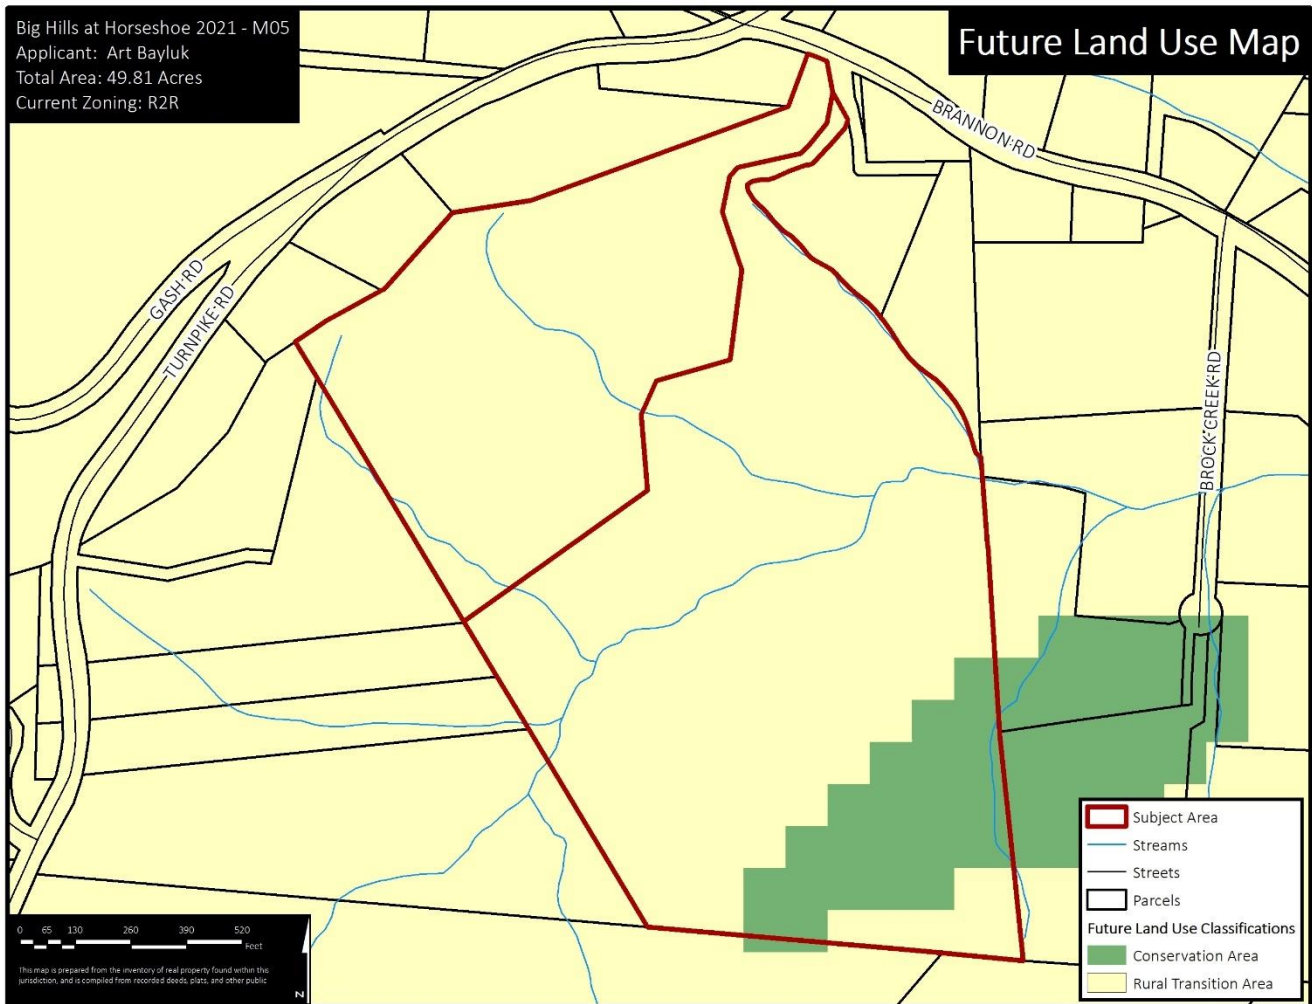 Big Hills at Horseshoe 2021 - M05
Applicant: Art Bayluk
Total Area: 49.81 Acres
Current Zoning: R2R
Future Land Use Map
BRANNON RD
GASH RD
TURNPIKE RD
BROCK CREEK RD
Subject Area
Streams
Streets
Parcels
Future Land Use Classifications
Conservation Area
Rural Transition Area
0 65 130 260 390 520
Feet
This map is prepared from the inventory of real property found within this
jurisdiction, and is compiled from recorded deeds, plats, and other public
N